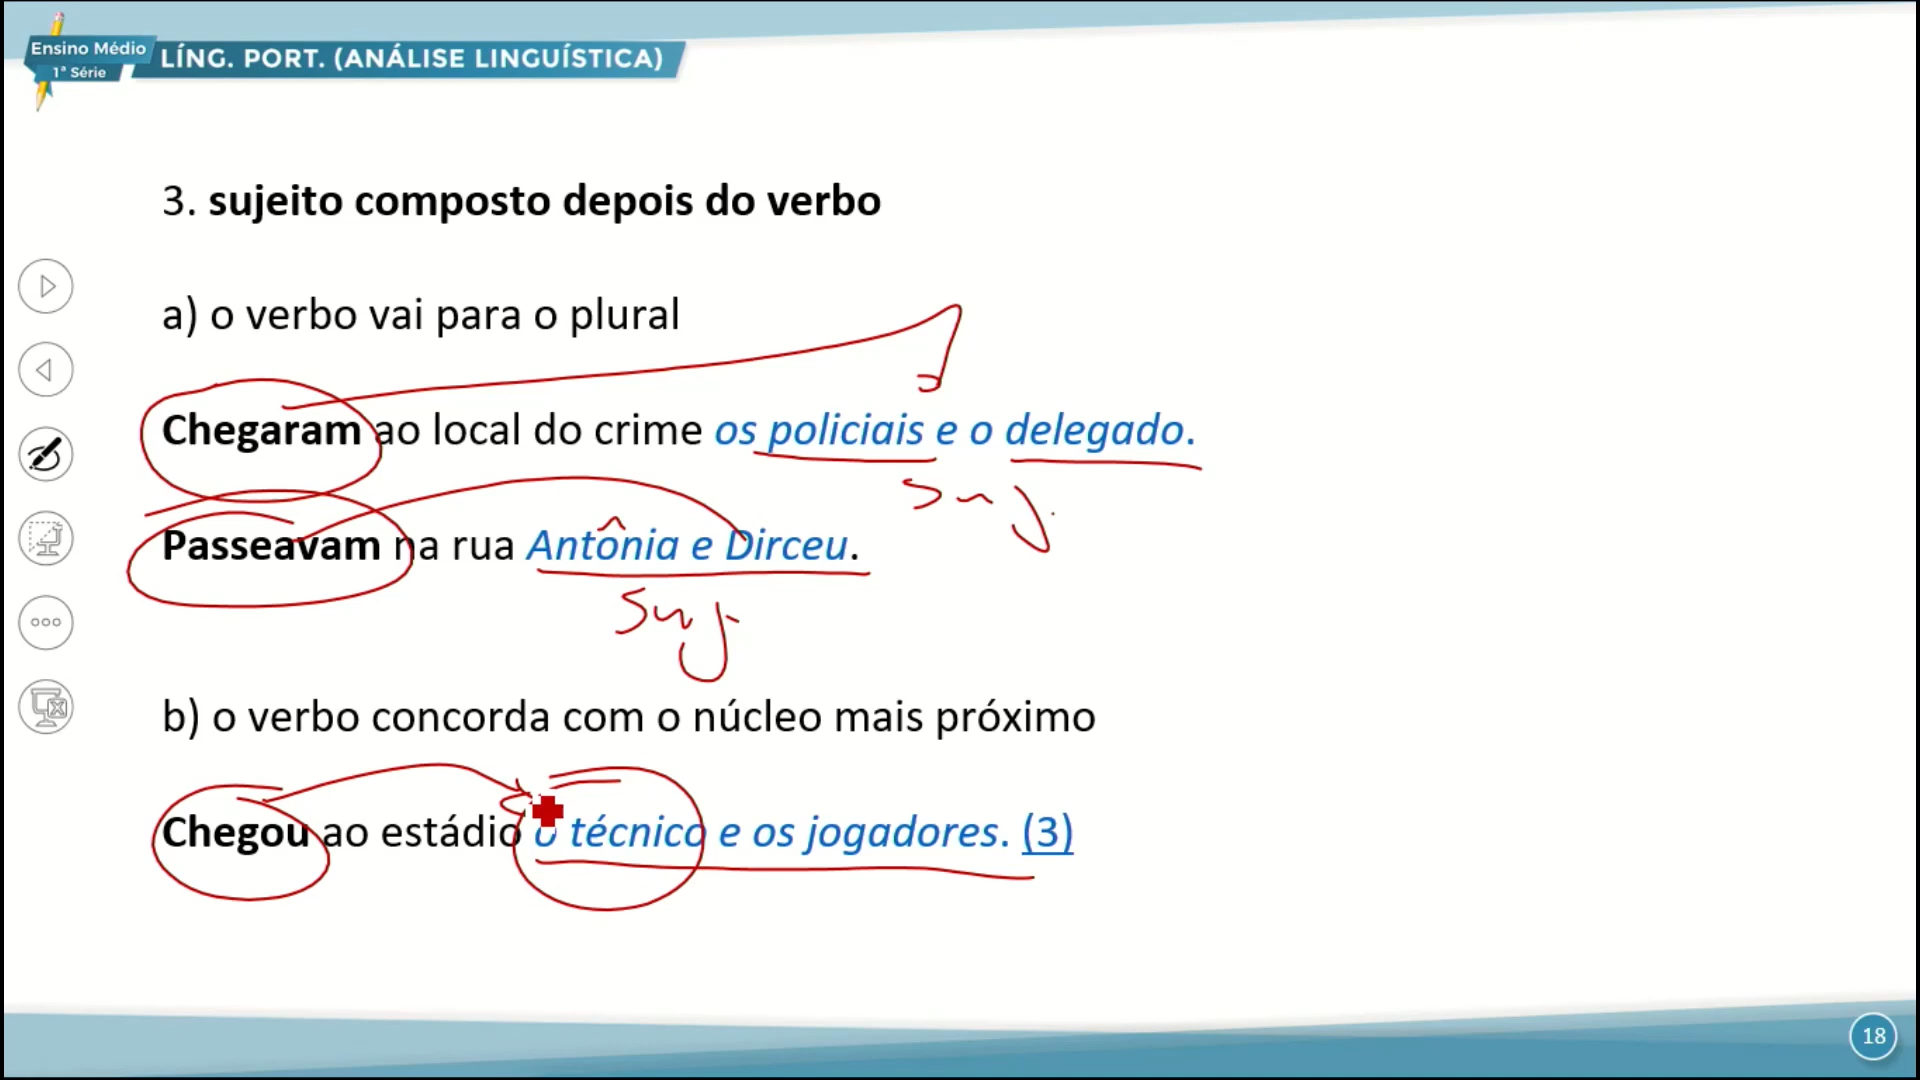 Ensino Médio
1ª Série
LÍNG. PORT. (ANÁLISE LINGUÍSTICA)
3. sujeito composto depois do verbo
a) o verbo vai para o plural
Chegaram ao local do crime os policiais e o delegado.
suj
Passeavam na rua Antônia e Dirceu.
suj
b) o verbo concorda com o núcleo mais próximo
Chegou ao estádio o técnico e os jogadores. (3)
18